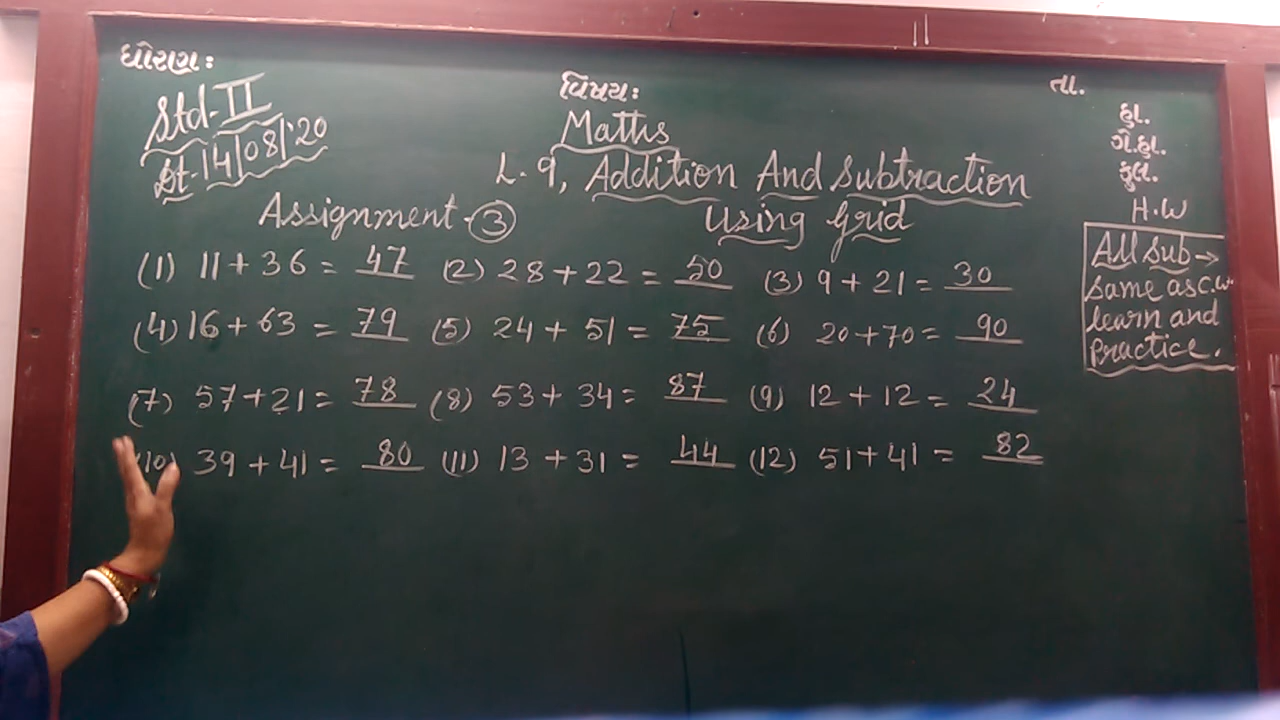 ધોરણ:
Std-II
Dt-14/08/'20
વિષય:
Maths
તા.
હા.
ગે.હા.
કુલ.
L-9, Addition And Subtraction
Using Grid
Assignment-3
H.W
All Sub→
Same as C.W.
learn and
Practice.
(1) 11+36= 47 (2) 28+22= 50 (3) 9+21= 30
(4) 16+63= 79 (5) 24+51= 75 (6) 20+70= 90
(7) 57+21= 78 (8) 53+34= 87 (9) 12+12= 24
(10) 39+41= 80 (11) 13+31= 44 (12) 51+41= 82